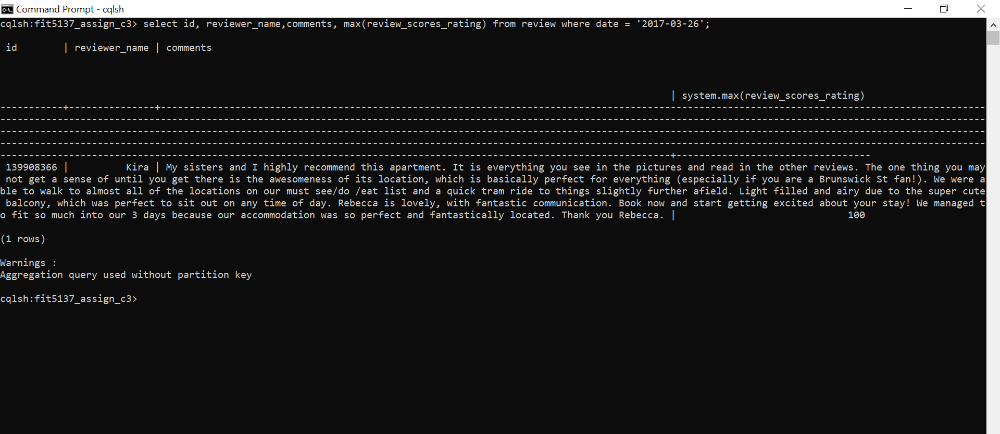 Command Prompt - cqlsh
cqlsh:fit5137_assign_c3> select id, reviewer_name,comments, max(review_scores_rating) from review where date = '2017-03-26';
id | reviewer_name | comments
| system.max(review_scores_rating)
-----------+---------------+------------------------------------------------------------------------------------------------------------------------------------------------
----------------------------------------------------------------------------------------------------------------------------------------------------------------------------
----------------------------------------------------------------------------------------------------------------------------------------------------------------------------
----------------------------------------------------------------------------------------------------------------------------------------------------------------------------
---------------------------------------------------------------------------------------------------------------------+----------------------------------
139908366 | Kira | My sisters and I highly recommend this apartment. It is everything you see in the pictures and read in the other reviews. The one thing you may
not get a sense of until you get there is the awesomeness of its location, which is basically perfect for everything (especially if you are a Brunswick St fan!). We were a
ble to walk to almost all of the locations on our must see/do /eat list and a quick tram ride to things slightly further afield. Light filled and airy due to the super cute
balcony, which was perfect to sit out on any time of day. Rebecca is lovely, with fantastic communication. Book now and start getting excited about your stay! We managed t
o fit so much into our 3 days because our accommodation was so perfect and fantastically located. Thank you Rebecca. | 100
(1 rows)
Warnings :
Aggregation query used without partition key
cqlsh:fit5137_assign_c3>